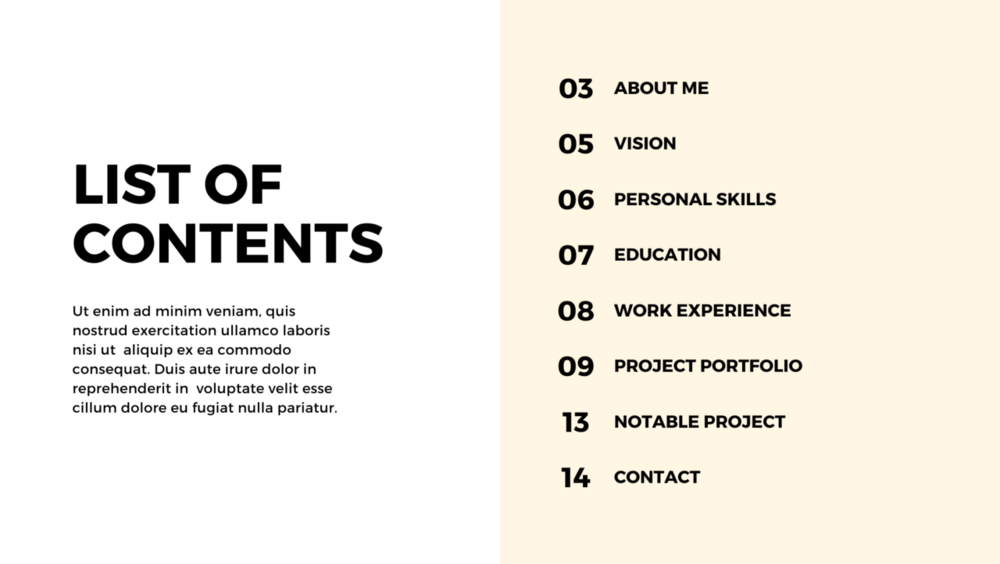 LIST OF
CONTENTS
Ut enim ad minim veniam, quis
nostrud exercitation ullamco laboris
nisi ut  aliquip ex ea commodo
consequat. Duis aute irure dolor in
reprehenderit in  voluptate velit esse
cillum dolore eu fugiat nulla pariatur.
03 ABOUT ME
05 VISION
06 PERSONAL SKILLS
07 EDUCATION
08 WORK EXPERIENCE
09 PROJECT PORTFOLIO
13 NOTABLE PROJECT
14 CONTACT